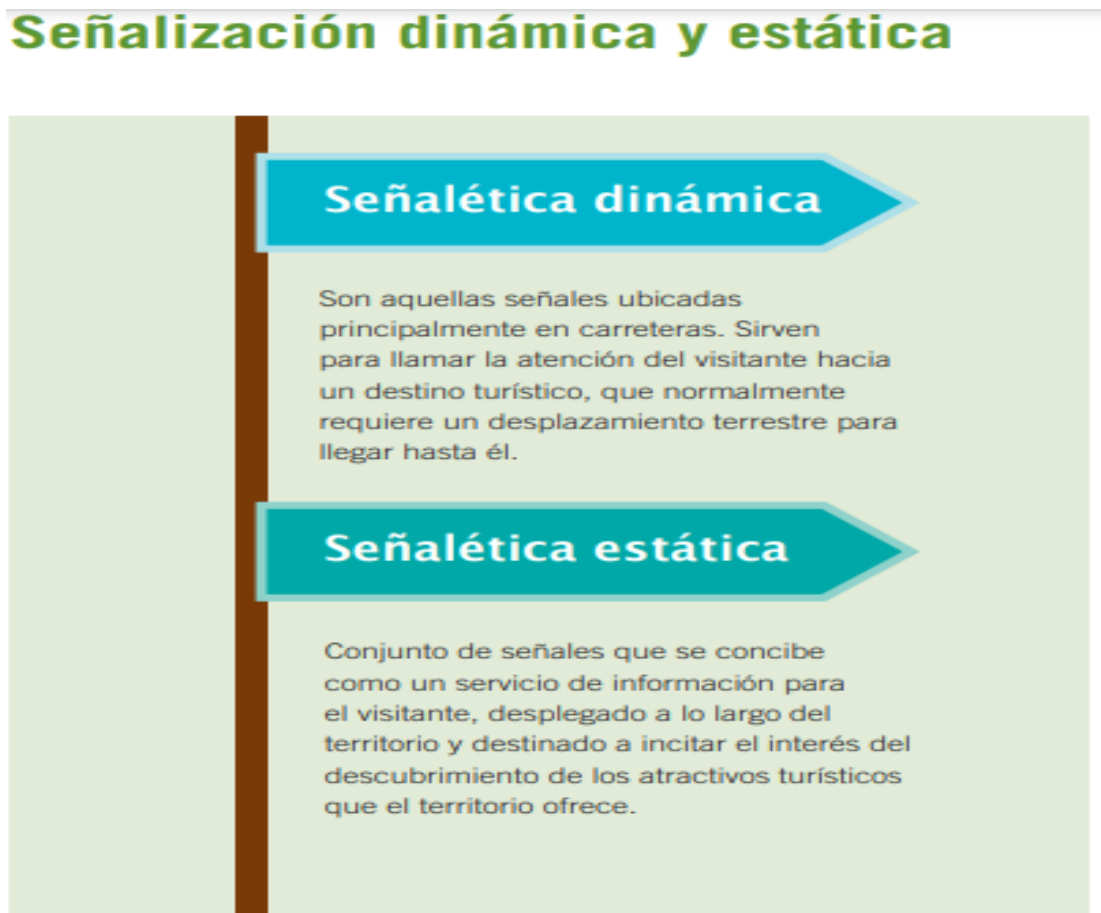 Señalización dinámica y estática
Señalética dinámica
Son aquellas señales ubicadas
principalmente en carreteras. Sirven
para llamar la atención del visitante hacia
un destino turístico, que normalmente
requiere un desplazamiento terrestre para
llegar hasta él.
Señalética estática
Conjunto de señales que se concibe
como un servicio de información para
el visitante, desplegado a lo largo del
territorio y destinado a incitar el interés del
descubrimiento de los atractivos turísticos
que el territorio ofrece.